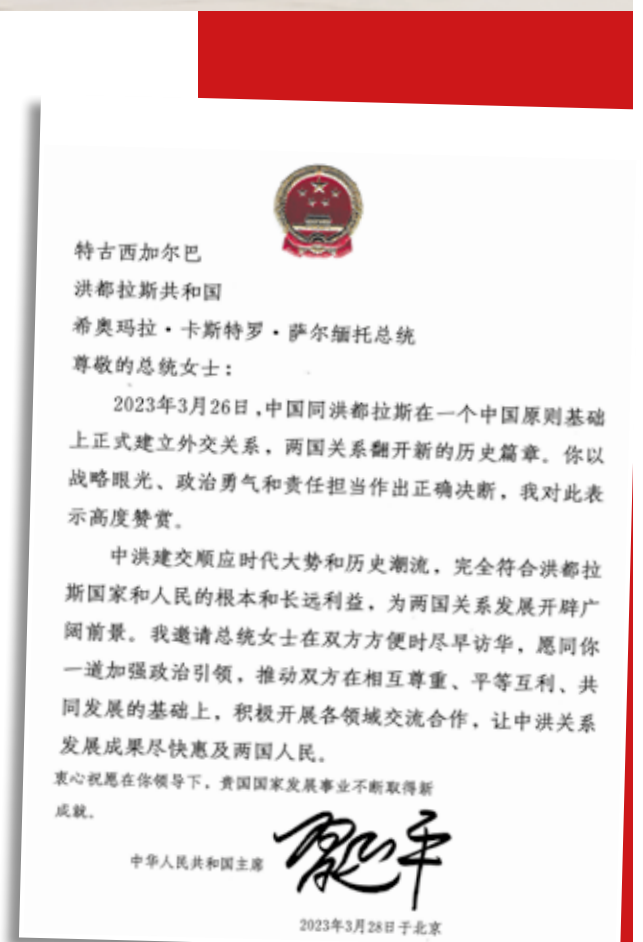 特古西加尔巴
洪都拉斯共和国
希奥玛拉·卡斯特罗·萨尔缅托总统
尊敬的总统女士：
2023年3月26日,中国同洪都拉斯在一个中国原则基础
上正式建立外交关系，两国关系翻开新的历史篇章。你以
战略眼光、政治勇气和责任担当作出正确决断，我对此表
示高度赞赏。
中洪建交顺应时代大势和历史潮流，完全符合洪都拉
斯国家和人民的根本和长远利益，为两国关系发展开辟广
阔前景。我邀请总统女士在双方方便时尽早访华，愿同你
一道加强政治引领，推动双方在相互尊重、平等互利、共
同发展的基础上，积极开展各领域交流合作，让中洪关系
发展成果尽快惠及两国人民。
衷心祝愿在你领导下，贵国国家发展事业不断取得新
成就。
中华人民共和国主席
2023年3月28日于北京